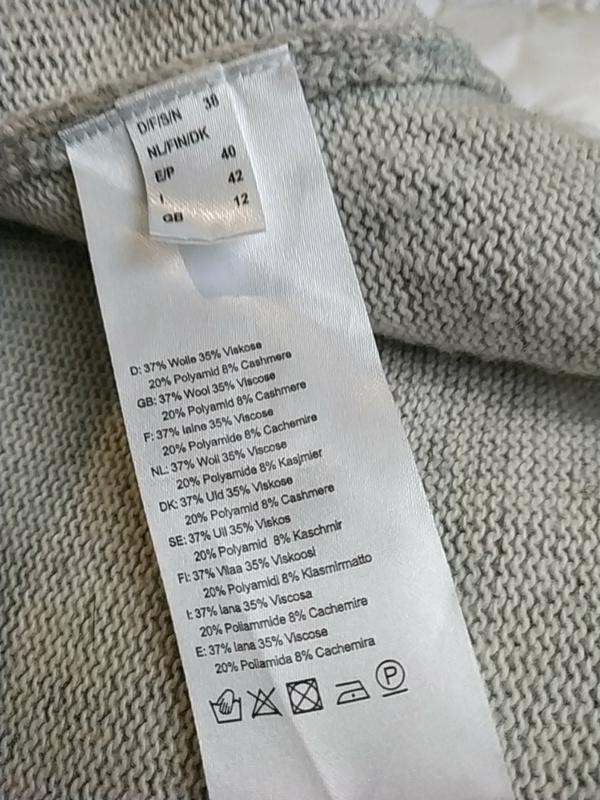 D/F/S/N 38
NL/FIN/DK
E/P 40
I 42
GB 12
D: 37% Wolle 35% Viskose
20% Polyamid 8% Cashmere
GB: 37% Wool 35% Viscose
20% Polyamid 8% Cashmere
F: 37% laine 35% Viscose
20% Polyamide 8% Cachemire
NL: 37% Woll 35% Viscose
20% Polyamide 8% Kasjmier
DK: 37% Uld 35% Viskose
20% Polyamid 8% Cashmere
SE: 37% Ull 35% Viskos
20% Polyamid 8% Kaschmir
FI: 37% Vilaa 35% Viskoosi
20% Polyamidi 8% Kiasmirmatto
I: 37% lana 35% Viscosa
20% Poliammide 8% Cachemire
E: 37% lana 35% Viscose
20% Poliamida 8% Cachemira
P